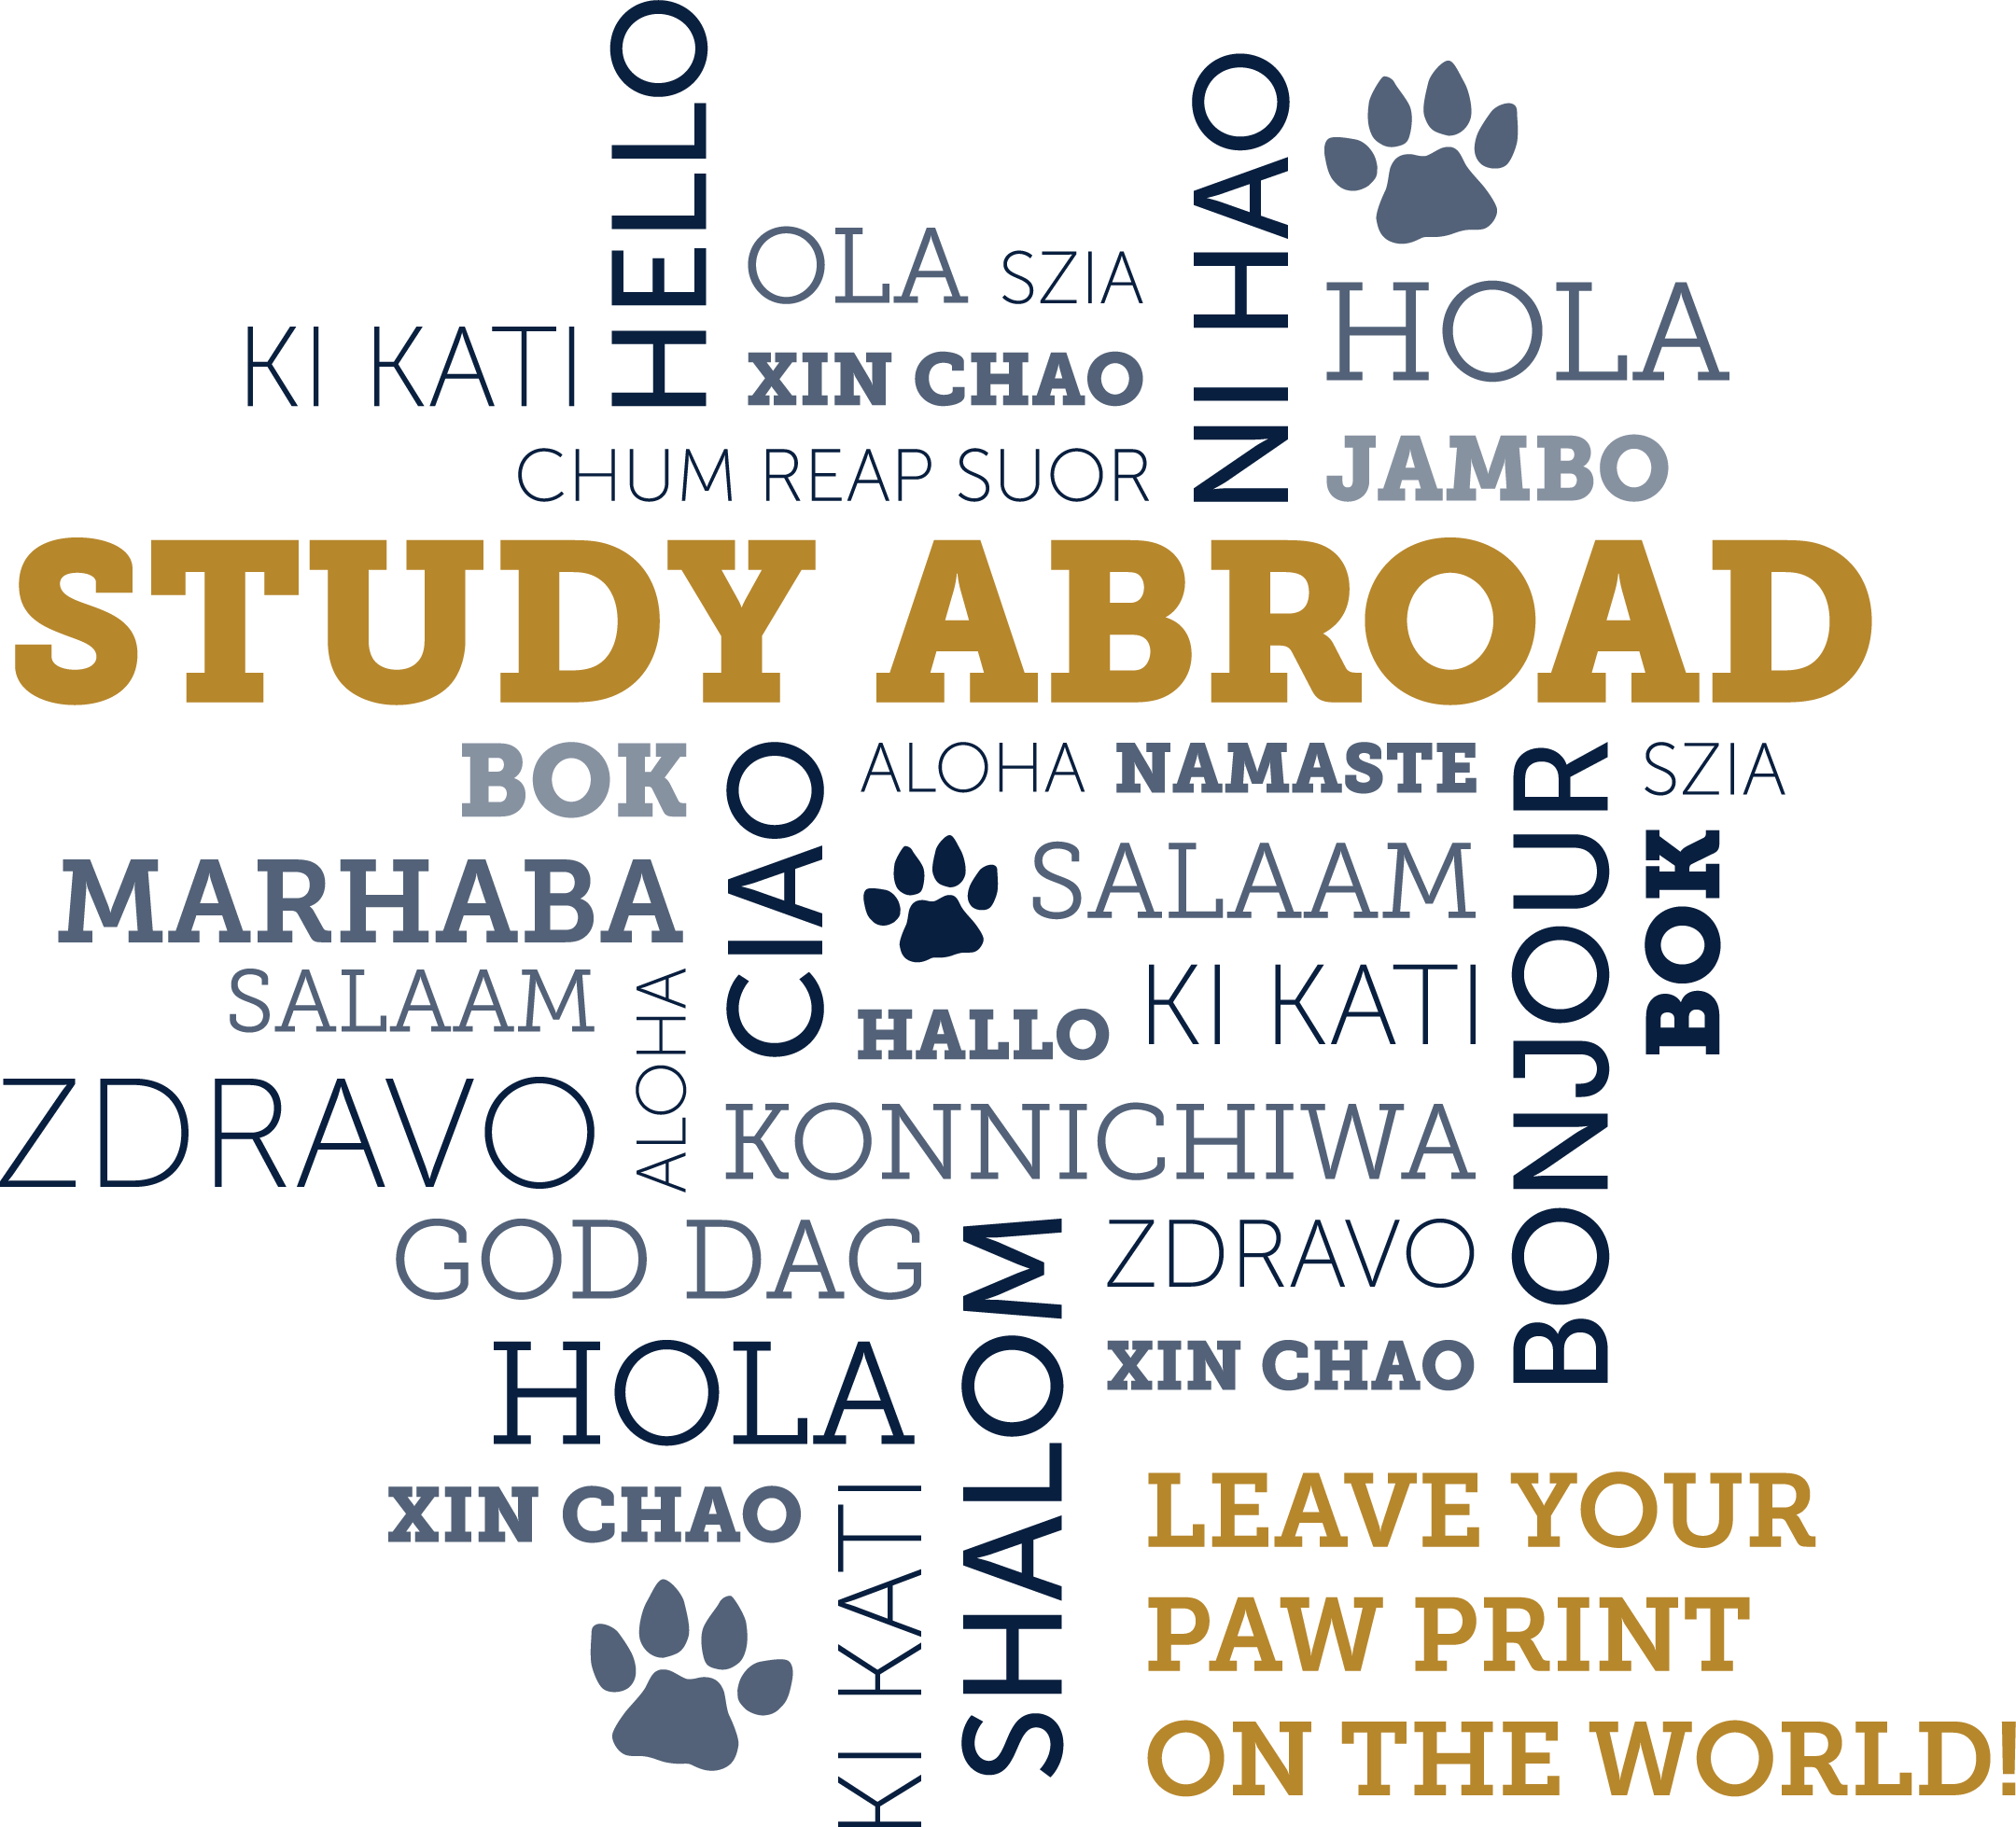 HELLO
NI HAO
OLA
SZIA
HOLA
KI KATI
XIN CHAO
CHUM REAP SUOR
JAMBO
STUDY ABROAD
BOK
CIAO
ALOHA
NAMASTE
BONJOUR
SZIA
MARHABA
SALAAM
BOK
SALAAM
ALOHA
HALLO
KI KATI
ZDRAVO
KONNICHIWA
GOD DAG
SHALOM
ZDRAVO
HOLA
XIN CHAO
XIN CHAO
KI KATI
LEAVE YOUR
PAW PRINT
ON THE WORLD!